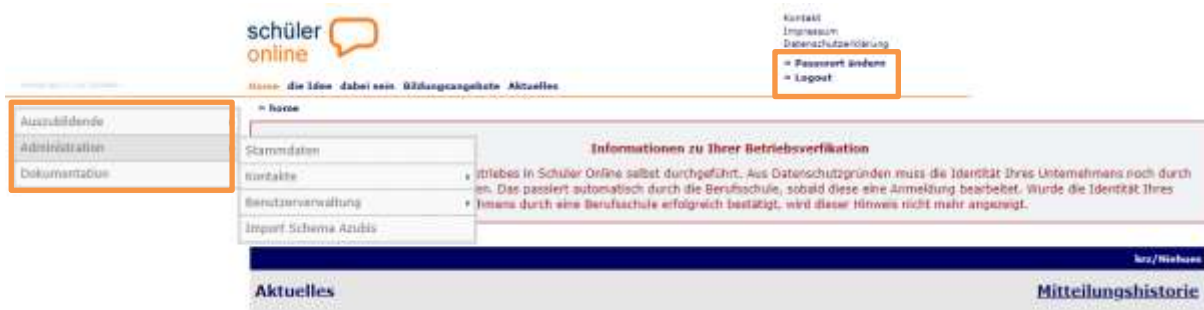 schüler
online
Kontakt
Impressum
Datenschutzerklärung
» Passwort ändern
» Logout
Home die Idee dabei sein Bildungsangebote Aktuelles
» home
Auszubildende
Administration
Dokumentation
Stammdaten
Kontakte
Benutzerverwaltung
Import Schema Azubis
Informationen zu Ihrer Betriebsverfikation
triebes in Schüler Online selbst durchgeführt. Aus Datenschutzgründen muss die Identität Ihres Unternehmens noch durch
en. Das passiert automatisch durch die Berufsschule, sobald diese eine Anmeldung bearbeitet. Wurde die Identität Ihres
hmens durch eine Berufsschule erfolgreich bestätigt, wird dieser Hinweis nicht mehr angezeigt.
krz/Niehues
Aktuelles
Mitteilungshistorie